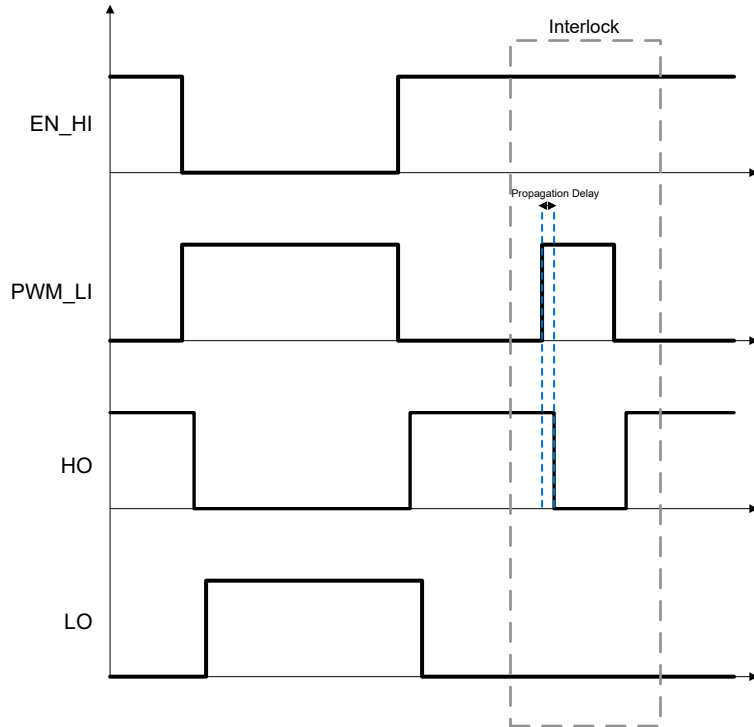 Interlock
EN_HI
Propagation Delay
PWM_LI
HO
LO